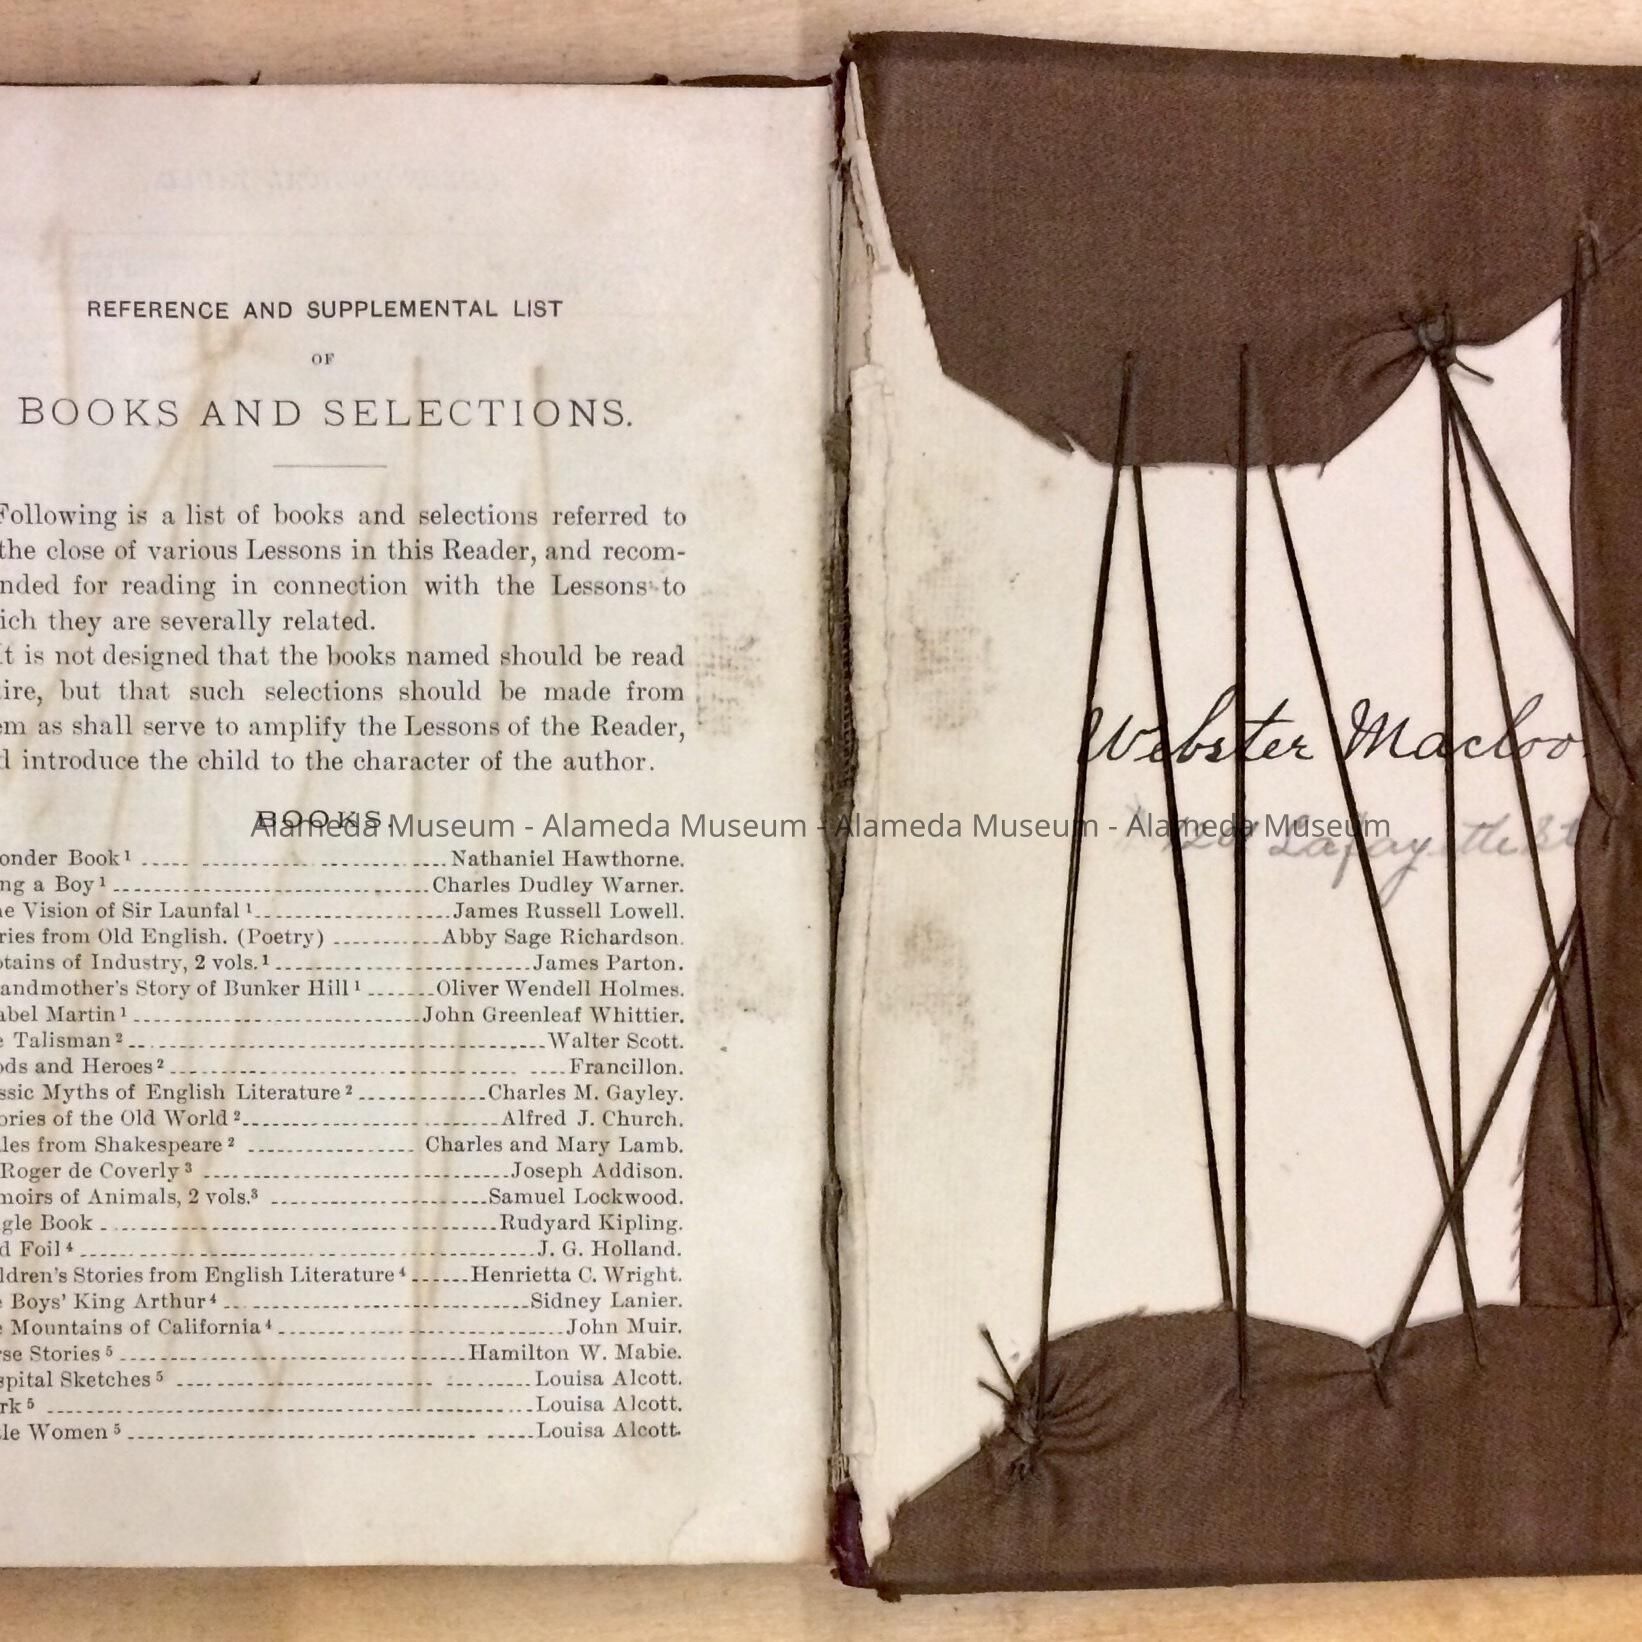 REFERENCE AND SUPPLEMENTAL LIST
OF
BOOKS AND SELECTIONS.
Following is a list of books and selections referred to
the close of various Lessons in this Reader, and recom-
nded for reading in connection with the Lessons to
ich they are severally related.
It is not designed that the books named should be read
ire, but that such selections should be made from
em as shall serve to amplify the Lessons of the Reader,
d introduce the child to the character of the author.
BOOKS.
onder Book¹ Nathaniel Hawthorne.
ng a Boy¹ Charles Dudley Warner.
e Vision of Sir Launfal¹ James Russell Lowell.
ries from Old English. (Poetry) Abby Sage Richardson.
ptains of Industry, 2 vols.¹ James Parton.
andmother's Story of Bunker Hill¹ Oliver Wendell Holmes.
abel Martin¹ John Greenleaf Whittier.
e Talisman² Walter Scott.
ods and Heroes² Francillon.
ssic Myths of English Literature² Charles M. Gayley.
ories of the Old World² Alfred J. Church.
les from Shakespeare² Charles and Mary Lamb.
Roger de Coverly³ Joseph Addison.
moirs of Animals, 2 vols.³ Samuel Lockwood.
gle Book Rudyard Kipling.
d Foil⁴ J. G. Holland.
ldren's Stories from English Literature⁴ Henrietta C. Wright.
e Boys' King Arthur⁴ Sidney Lanier.
e Mountains of California⁴ John Muir.
rse Stories⁵ Hamilton W. Mabie.
spital Sketches⁵ Louisa Alcott.
rk⁵ Louisa Alcott.
le Women⁵ Louisa Alcott.
Webster Macloo
Lafayette St
Alameda Museum - Alameda Museum - Alameda Museum - Alameda Museum